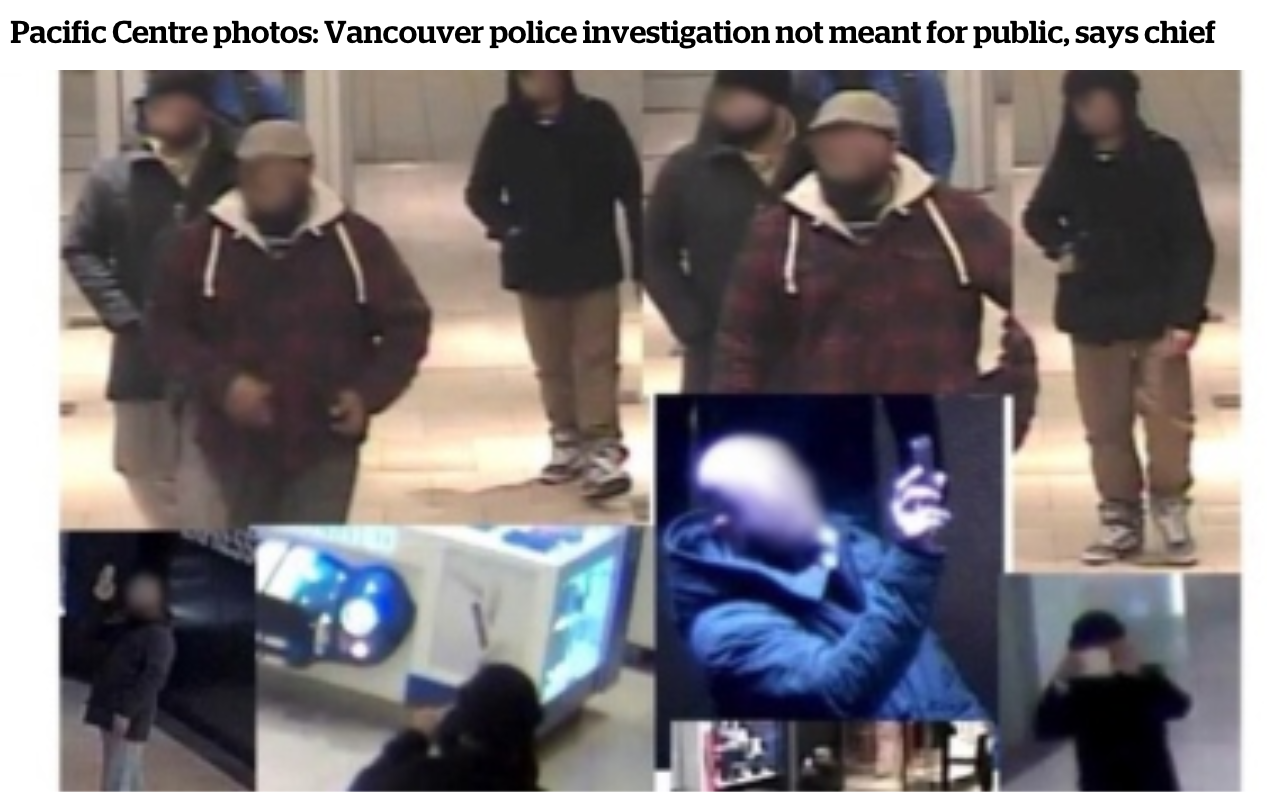 Pacific Centre photos: Vancouver police investigation not meant for public, says chief